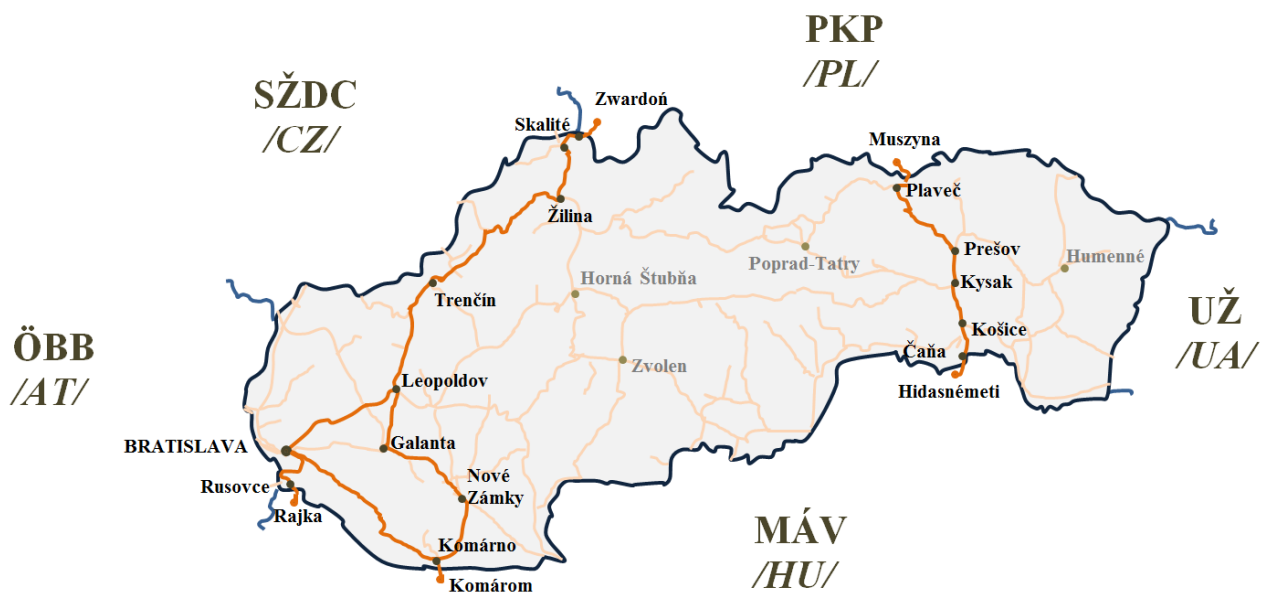 PKP
/PL/
SŽDC
/CZ/
Zwardoń
Skalité
Muszyna
Plaveč
Žilina
Prešov
Poprad-Tatry
Humenné
Horná Štubňa
Kysak
Trenčín
UŽ
/UA/
Košice
ÖBB
/AT/
Čaňa
Zvolen
Leopoldov
Hidasnémeti
BRATISLAVA
Galanta
Nové
Zámky
Rusovce
Rajka
MÁV
/HU/
Komárno
Komárom